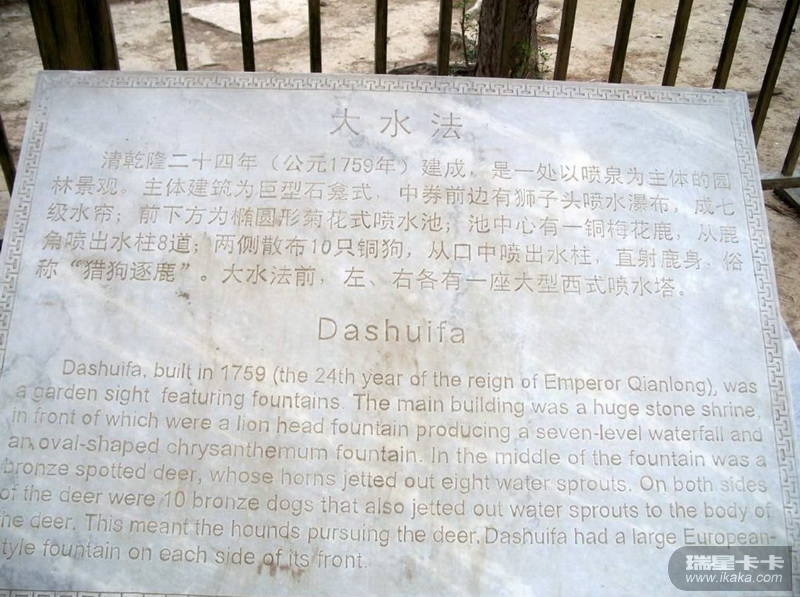 大水法
清乾隆二十四年（公元1759年）建成，是一处以喷泉为主体的园
林景观。主体建筑为巨型石龛式，中券前边有狮子头喷水瀑布，成七
级水帘；前下方为椭圆形菊花式喷水池；池中心有一铜梅花鹿，从鹿
角喷出水柱8道；两侧散布10只铜狗，从口中喷出水柱，直射鹿身，俗
称“猎狗逐鹿”。大水法前，左、右各有一座大型西式喷水塔。
Dashuifa
Dashuifa, built in 1759 (the 24th year of the reign of Emperor Qianlong), was
a garden sight featuring fountains. The main building was a huge stone shrine,
in front of which were a lion head fountain producing a seven-level waterfall and
an oval-shaped chrysanthemum fountain. In the middle of the fountain was a
bronze spotted deer, whose horns jetted out eight water sprouts. On both sides
of the deer were 10 bronze dogs that also jetted out water sprouts to the body of
he deer. This meant the hounds pursuing the deer. Dashuifa had a large European-
tyle fountain on each side of its front.
瑞星卡卡
www.ikaka.com